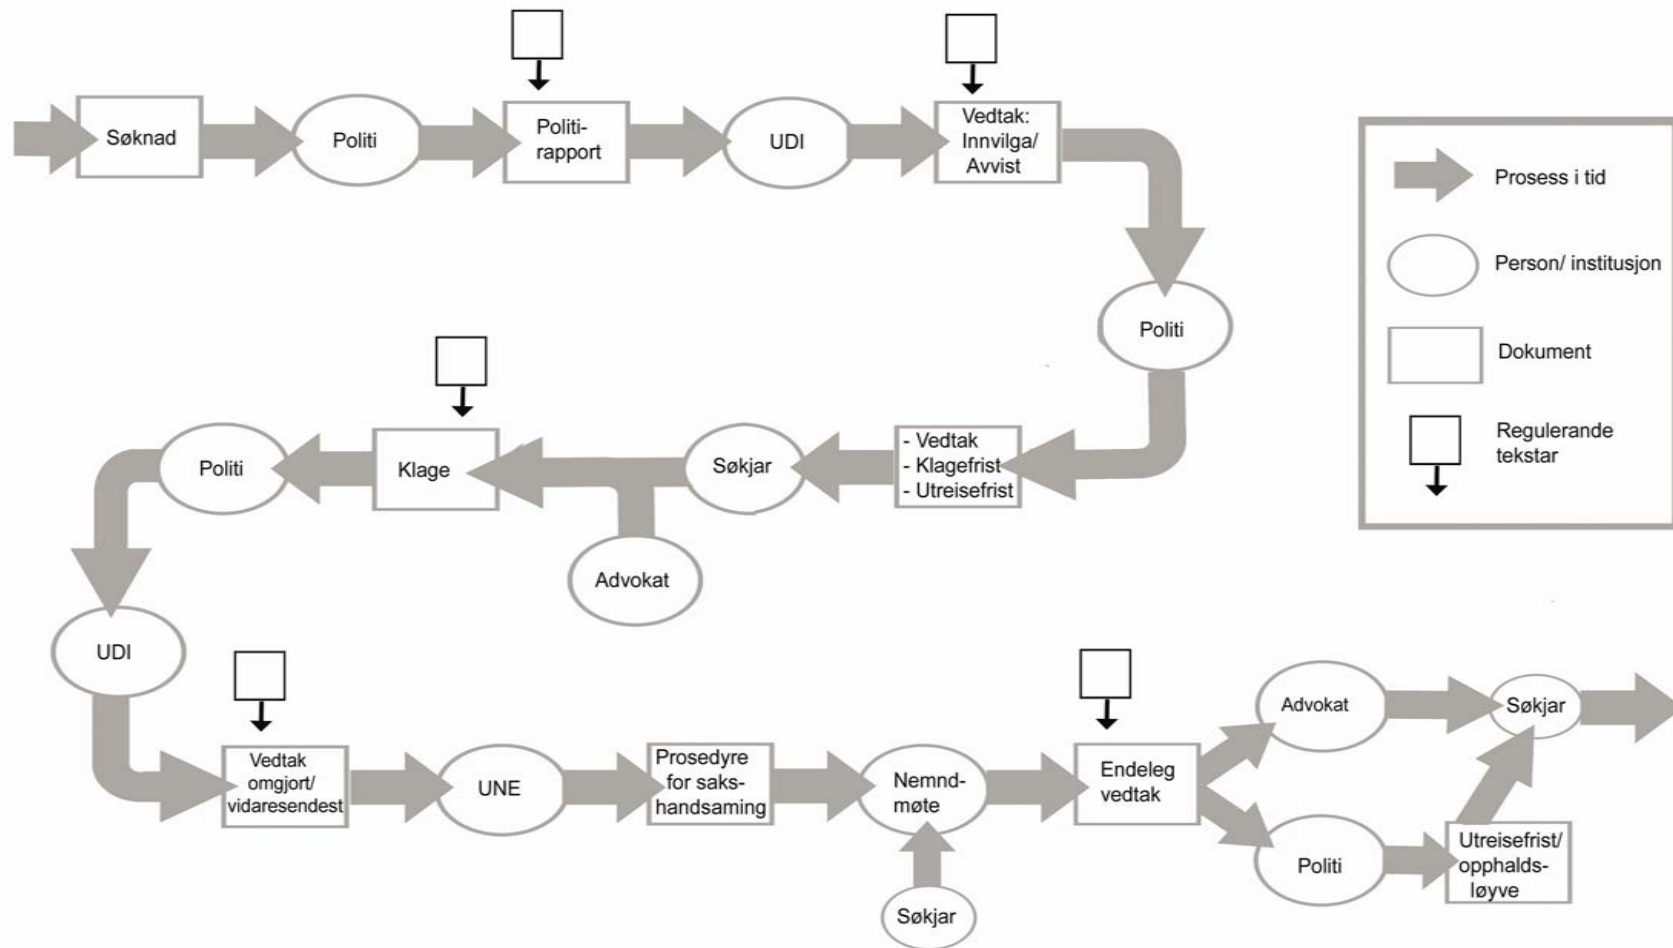 Søknad
Politi
Politi-
rapport
UDI
Vedtak:
Innvilga/
Avvist
Politi
- Vedtak
- Klagefrist
- Utreisefrist
Søkjar
Advokat
Klage
Politi
UDI
Vedtak
omgjort/
vidaresendest
UNE
Prosedyre
for saks-
handsaming
Nemnd-
møte
Søkjar
Endeleg
vedtak
Advokat
Politi
Utreisefrist/
opphalds-
løyve
Søkjar
Prosess i tid
Person/ institusjon
Dokument
Regulerande
tekstar